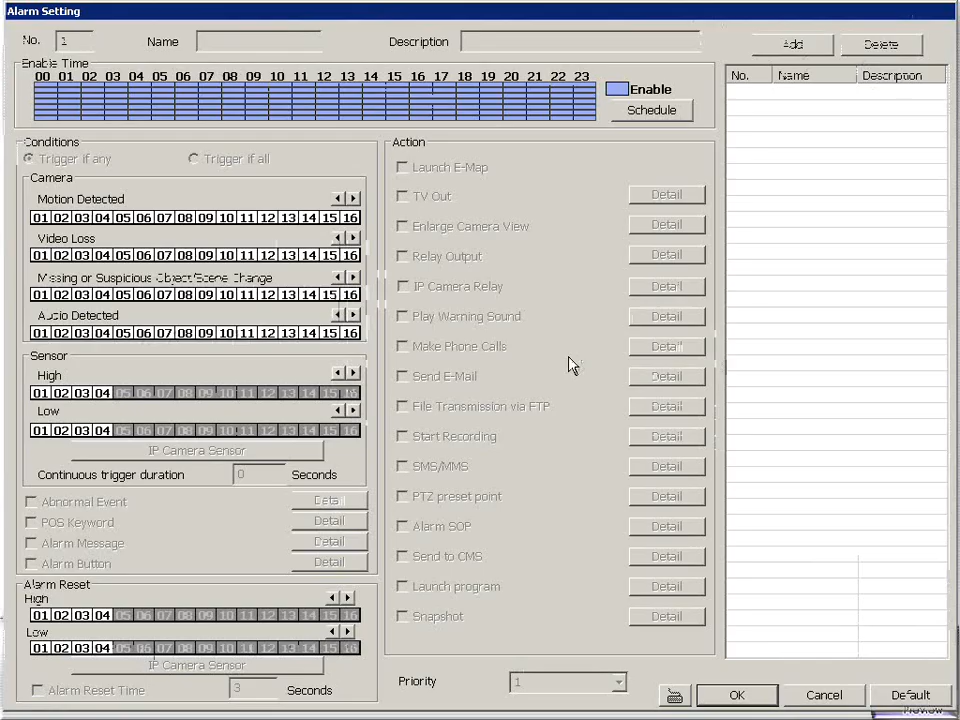 Alarm Setting
No. 1 Name Description Add Delete
Enable Time
00 01 02 03 04 05 06 07 08 09 10 11 12 13 14 15 16 17 18 19 20 21 22 23
Enable
Schedule
No. Name Description
Conditions
Trigger if any Trigger if all
Camera
Motion Detected
01 02 03 04 05 06 07 08 09 10 11 12 13 14 15 16
Video Loss
01 02 03 04 05 06 07 08 09 10 11 12 13 14 15 16
Missing or Suspicious Object/Scene Change
01 02 03 04 05 06 07 08 09 10 11 12 13 14 15 16
Audio Detected
01 02 03 04 05 06 07 08 09 10 11 12 13 14 15 16
Sensor
High
01 02 03 04 05 06 07 08 09 10 11 12 13 14 15 16
Low
01 02 03 04 05 06 07 08 09 10 11 12 13 14 15 16
IP Camera Sensor
Continuous trigger duration 0 Seconds
Abnormal Event Detail
POS Keyword Detail
Alarm Message Detail
Alarm Button Detail
Alarm Reset
High
01 02 03 04 05 06 07 08 09 10 11 12 13 14 15 16
Low
01 02 03 04 05 06 07 08 09 10 11 12 13 14 15 16
IP Camera Sensor
Alarm Reset Time 3 Seconds
Action
Launch E-Map
TV Out Detail
Enlarge Camera View Detail
Relay Output Detail
IP Camera Relay Detail
Play Warning Sound Detail
Make Phone Calls Detail
Send E-Mail Detail
File Transmission via FTP Detail
Start Recording Detail
SMS/MMS Detail
PTZ preset point Detail
Alarm SOP Detail
Send to CMS Detail
Launch program Detail
Snapshot Detail
Priority 1
OK Cancel Default
Preview